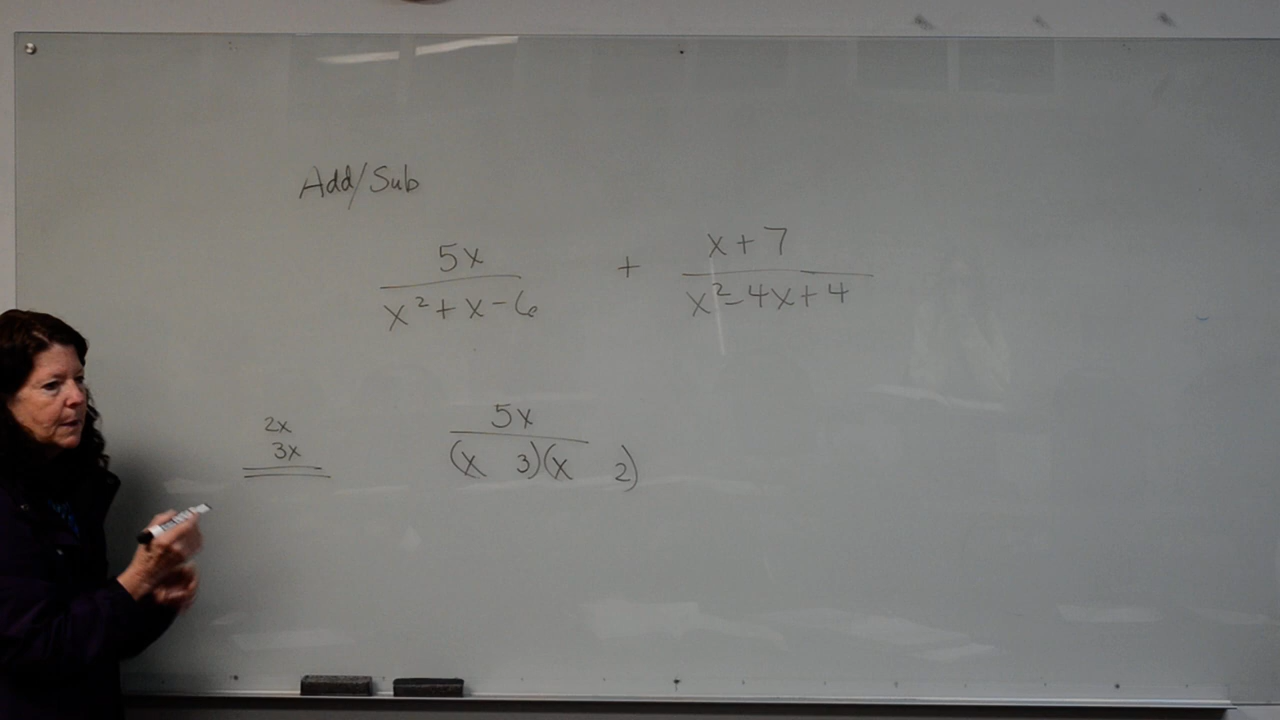 Add/Sub
5x / (x² + x - 6) + (x + 7) / (x² - 4x + 4)
2x
3x
5x / (x 3)(x 2)